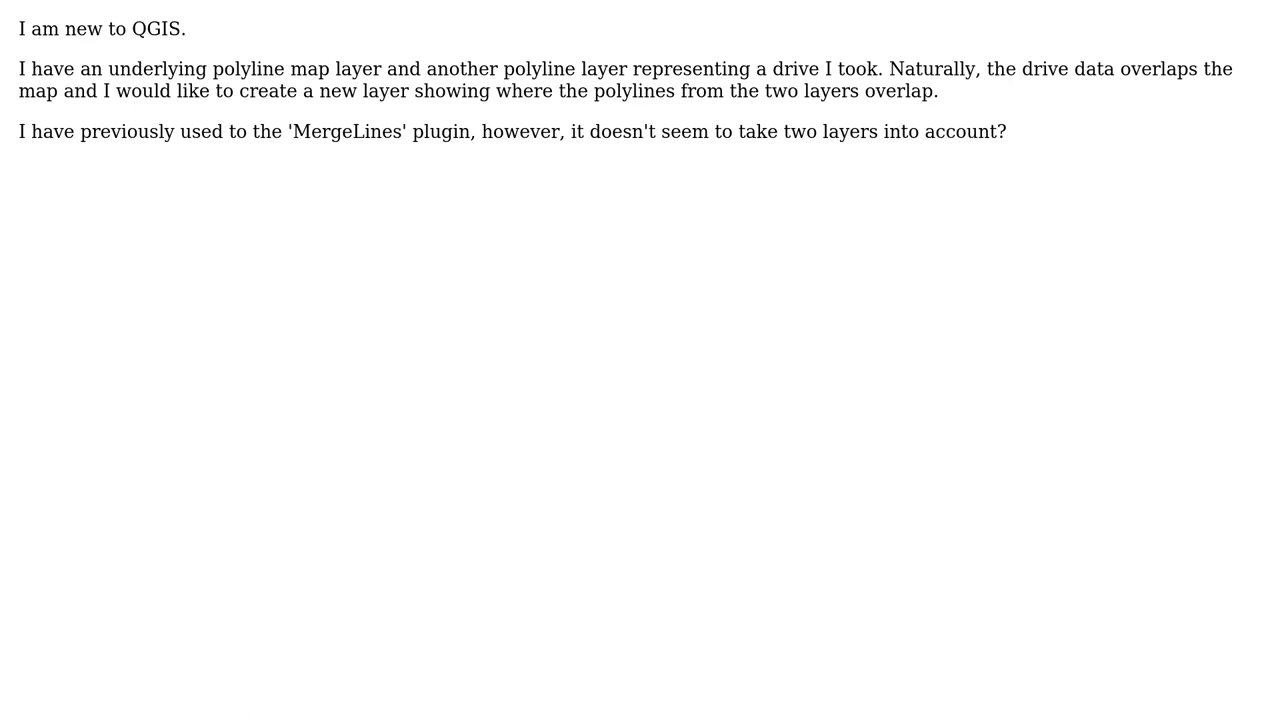 I am new to QGIS.
I have an underlying polyline map layer and another polyline layer representing a drive I took. Naturally, the drive data overlaps the
map and I would like to create a new layer showing where the polylines from the two layers overlap.
I have previously used to the 'MergeLines' plugin, however, it doesn't seem to take two layers into account?